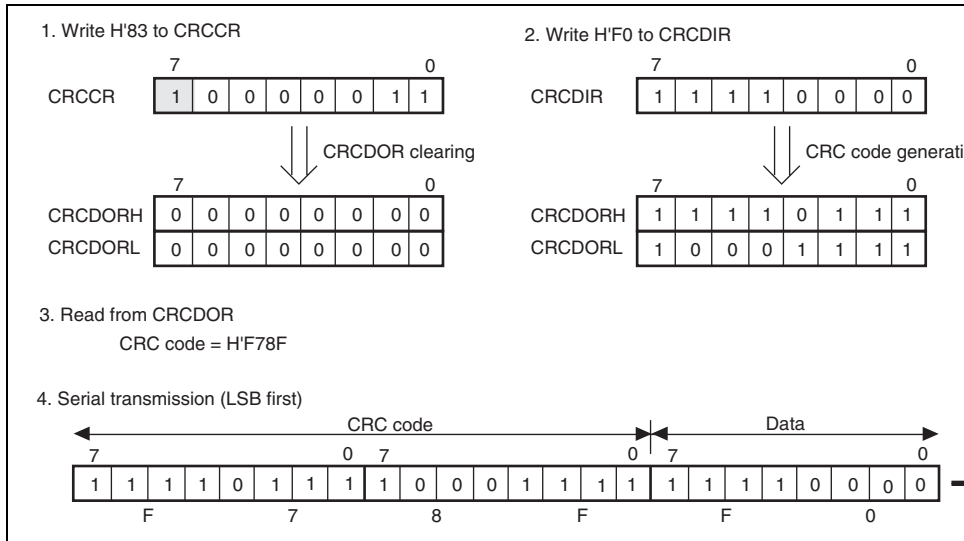 1. Write H'83 to CRCCR
7 0
CRCCR 1 0 0 0 0 0 1 1
CRCDOR clearing
7 0
CRCDORH 0 0 0 0 0 0 0 0
CRCDORL 0 0 0 0 0 0 0 0
2. Write H'F0 to CRCDIR
7 0
CRCDIR 1 1 1 1 0 0 0 0
CRC code generati
7 0
CRCDORH 1 1 1 1 0 1 1 1
CRCDORL 1 0 0 0 1 1 1 1
3. Read from CRCDOR
CRC code = H'F78F
4. Serial transmission (LSB first)
CRC code Data
7 0 7 0 7 0
1 1 1 1 0 1 1 1 1 0 0 0 1 1 1 1 1 1 1 1 0 0 0 0
F 7 8 F F 0